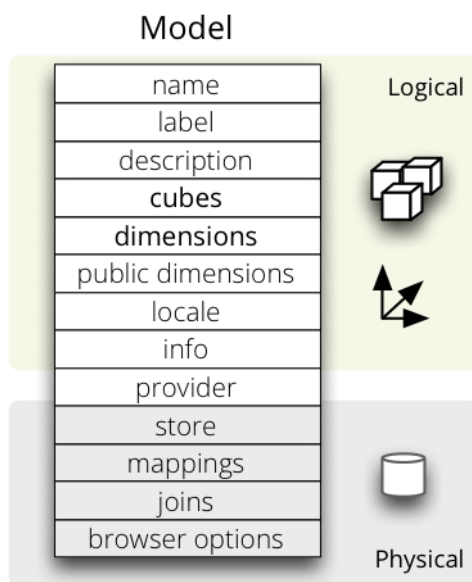 Model
name
Logical
label
description
cubes
dimensions
public dimensions
locale
info
provider
store
mappings
joins
browser options
Physical